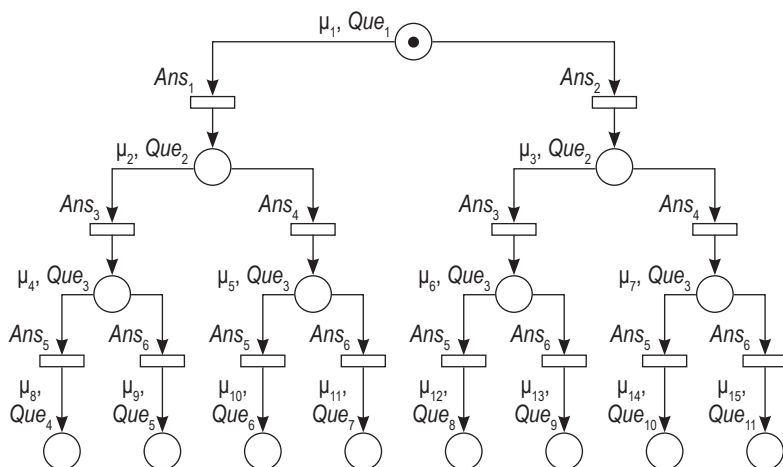 μ₁, Que₁
Ans₁ Ans₂
μ₂, Que₂ μ₃, Que₂
Ans₃ Ans₄ Ans₃ Ans₄
μ₄, Que₃ μ₅, Que₃ μ₆, Que₃ μ₇, Que₃
Ans₅ Ans₆ Ans₅ Ans₆ Ans₅ Ans₆ Ans₅ Ans₆
μ₈, μ₉, μ₁₀, μ₁₁, μ₁₂, μ₁₃, μ₁₄, μ₁₅,
Que₄ Que₅ Que₆ Que₇ Que₈ Que₉ Que₁₀ Que₁₁